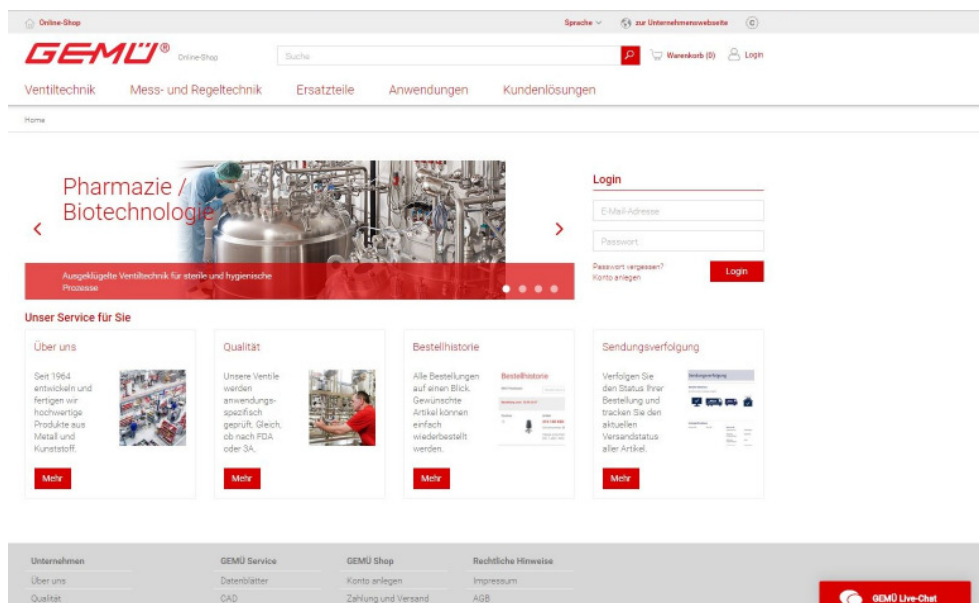 Online-Shop
Sprache
zur Unternehmenswebseite
C
GEMÜ®
Online-Shop
Suche
Warenkorb (0)
Login
Ventiltechnik
Mess- und Regeltechnik
Ersatzteile
Anwendungen
Kundenlösungen
Home
Pharmazie /
Biotechnologie
Ausgeklügelte Ventiltechnik für sterile und hygienische
Prozesse
Login
E-Mail-Adresse
Passwort
Passwort vergessen?
Konto anlegen
Login
Unser Service für Sie
Über uns
Seit 1964
entwickeln und
fertigen wir
hochwertige
Produkte aus
Metall und
Kunststoff.
Mehr
Qualität
Unsere Ventile
werden
anwendungs-
spezifisch
geprüft. Gleich,
ob nach FDA
oder 3A.
Mehr
Bestellhistorie
Alle Bestellungen
auf einen Blick.
Gewünschte
Artikel können
einfach
wiederbestellt
werden.
Bestellhistorie
Mehr
Sendungsverfolgung
Verfolgen Sie
den Status Ihrer
Bestellung und
tracken Sie den
aktuellen
Versandstatus
aller Artikel.
Sendungsverfolgung
Mehr
Unternehmen
Über uns
Qualität
GEMÜ Service
Datenblätter
CAD
GEMÜ Shop
Konto anlegen
Zahlung und Versand
Rechtliche Hinweise
Impressum
AGB
GEMÜ Live-Chat